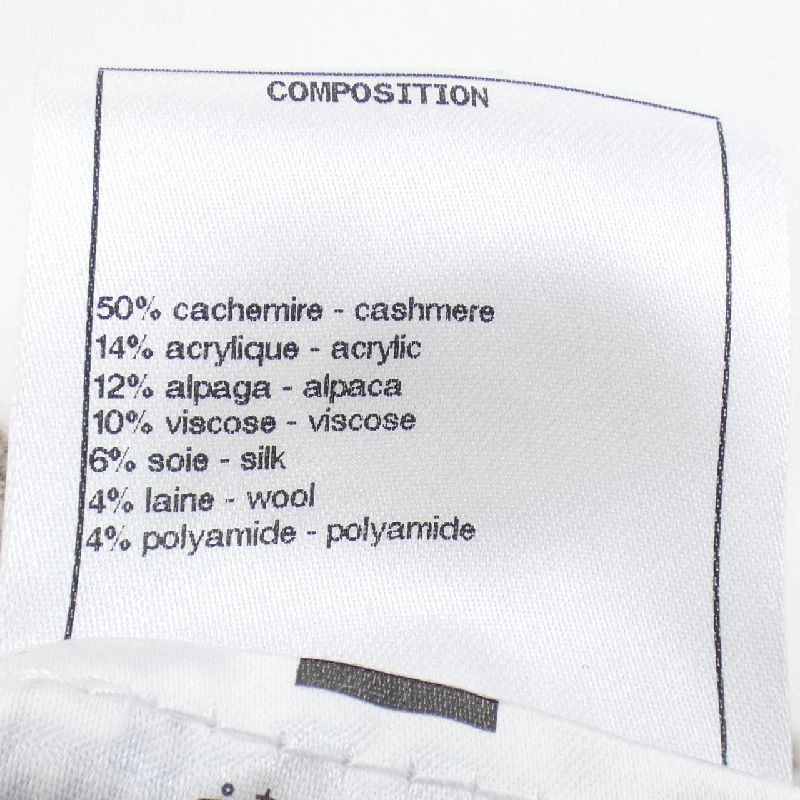 COMPOSITION
50% cachemire - cashmere
14% acrylique - acrylic
12% alpaga - alpaca
10% viscose - viscose
6% soie - silk
4% laine - wool
4% polyamide - polyamide